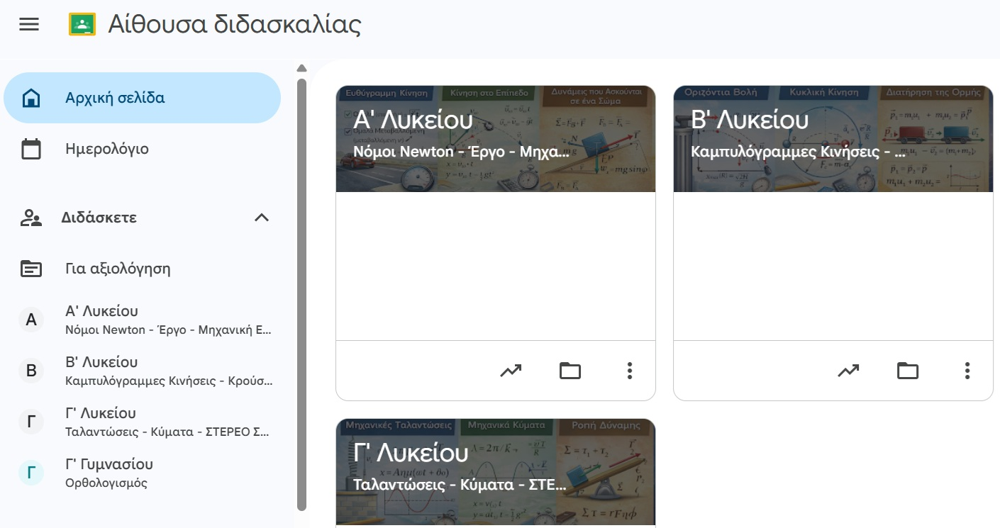 Αίθουσα διδασκαλίας
Αρχική σελίδα
Ημερολόγιο
Διδάσκετε
Για αξιολόγηση
Α
Α' Λυκείου
Νόμοι Newton - Έργο - Μηχανική Ε...
Β
Β' Λυκείου
Καμπυλόγραμμες Κινήσεις - Κρούσ...
Γ
Γ' Λυκείου
Ταλαντώσεις - Κύματα - ΣΤΕΡΕΟ Σ...
Γ
Γ' Γυμνασίου
Ορθολογισμός
Ευθύγραμμη Κίνηση
Κίνηση στο Επίπεδο
Δυνάμεις που Ασκούνται
σε ένα Σώμα
Α' Λυκείου
Νόμοι Newton - Έργο - Μηχα...
Οριζόντια Βολή
Κυκλική Κίνηση
Διατήρηση της Ορμής
Β' Λυκείου
Καμπυλόγραμμες Κινήσεις - ...
Μηχανικές Ταλαντώσεις
Μηχανικά Κύματα
Ροπή Δύναμης
Γ' Λυκείου
Ταλαντώσεις - Κύματα - ΣΤΕ...